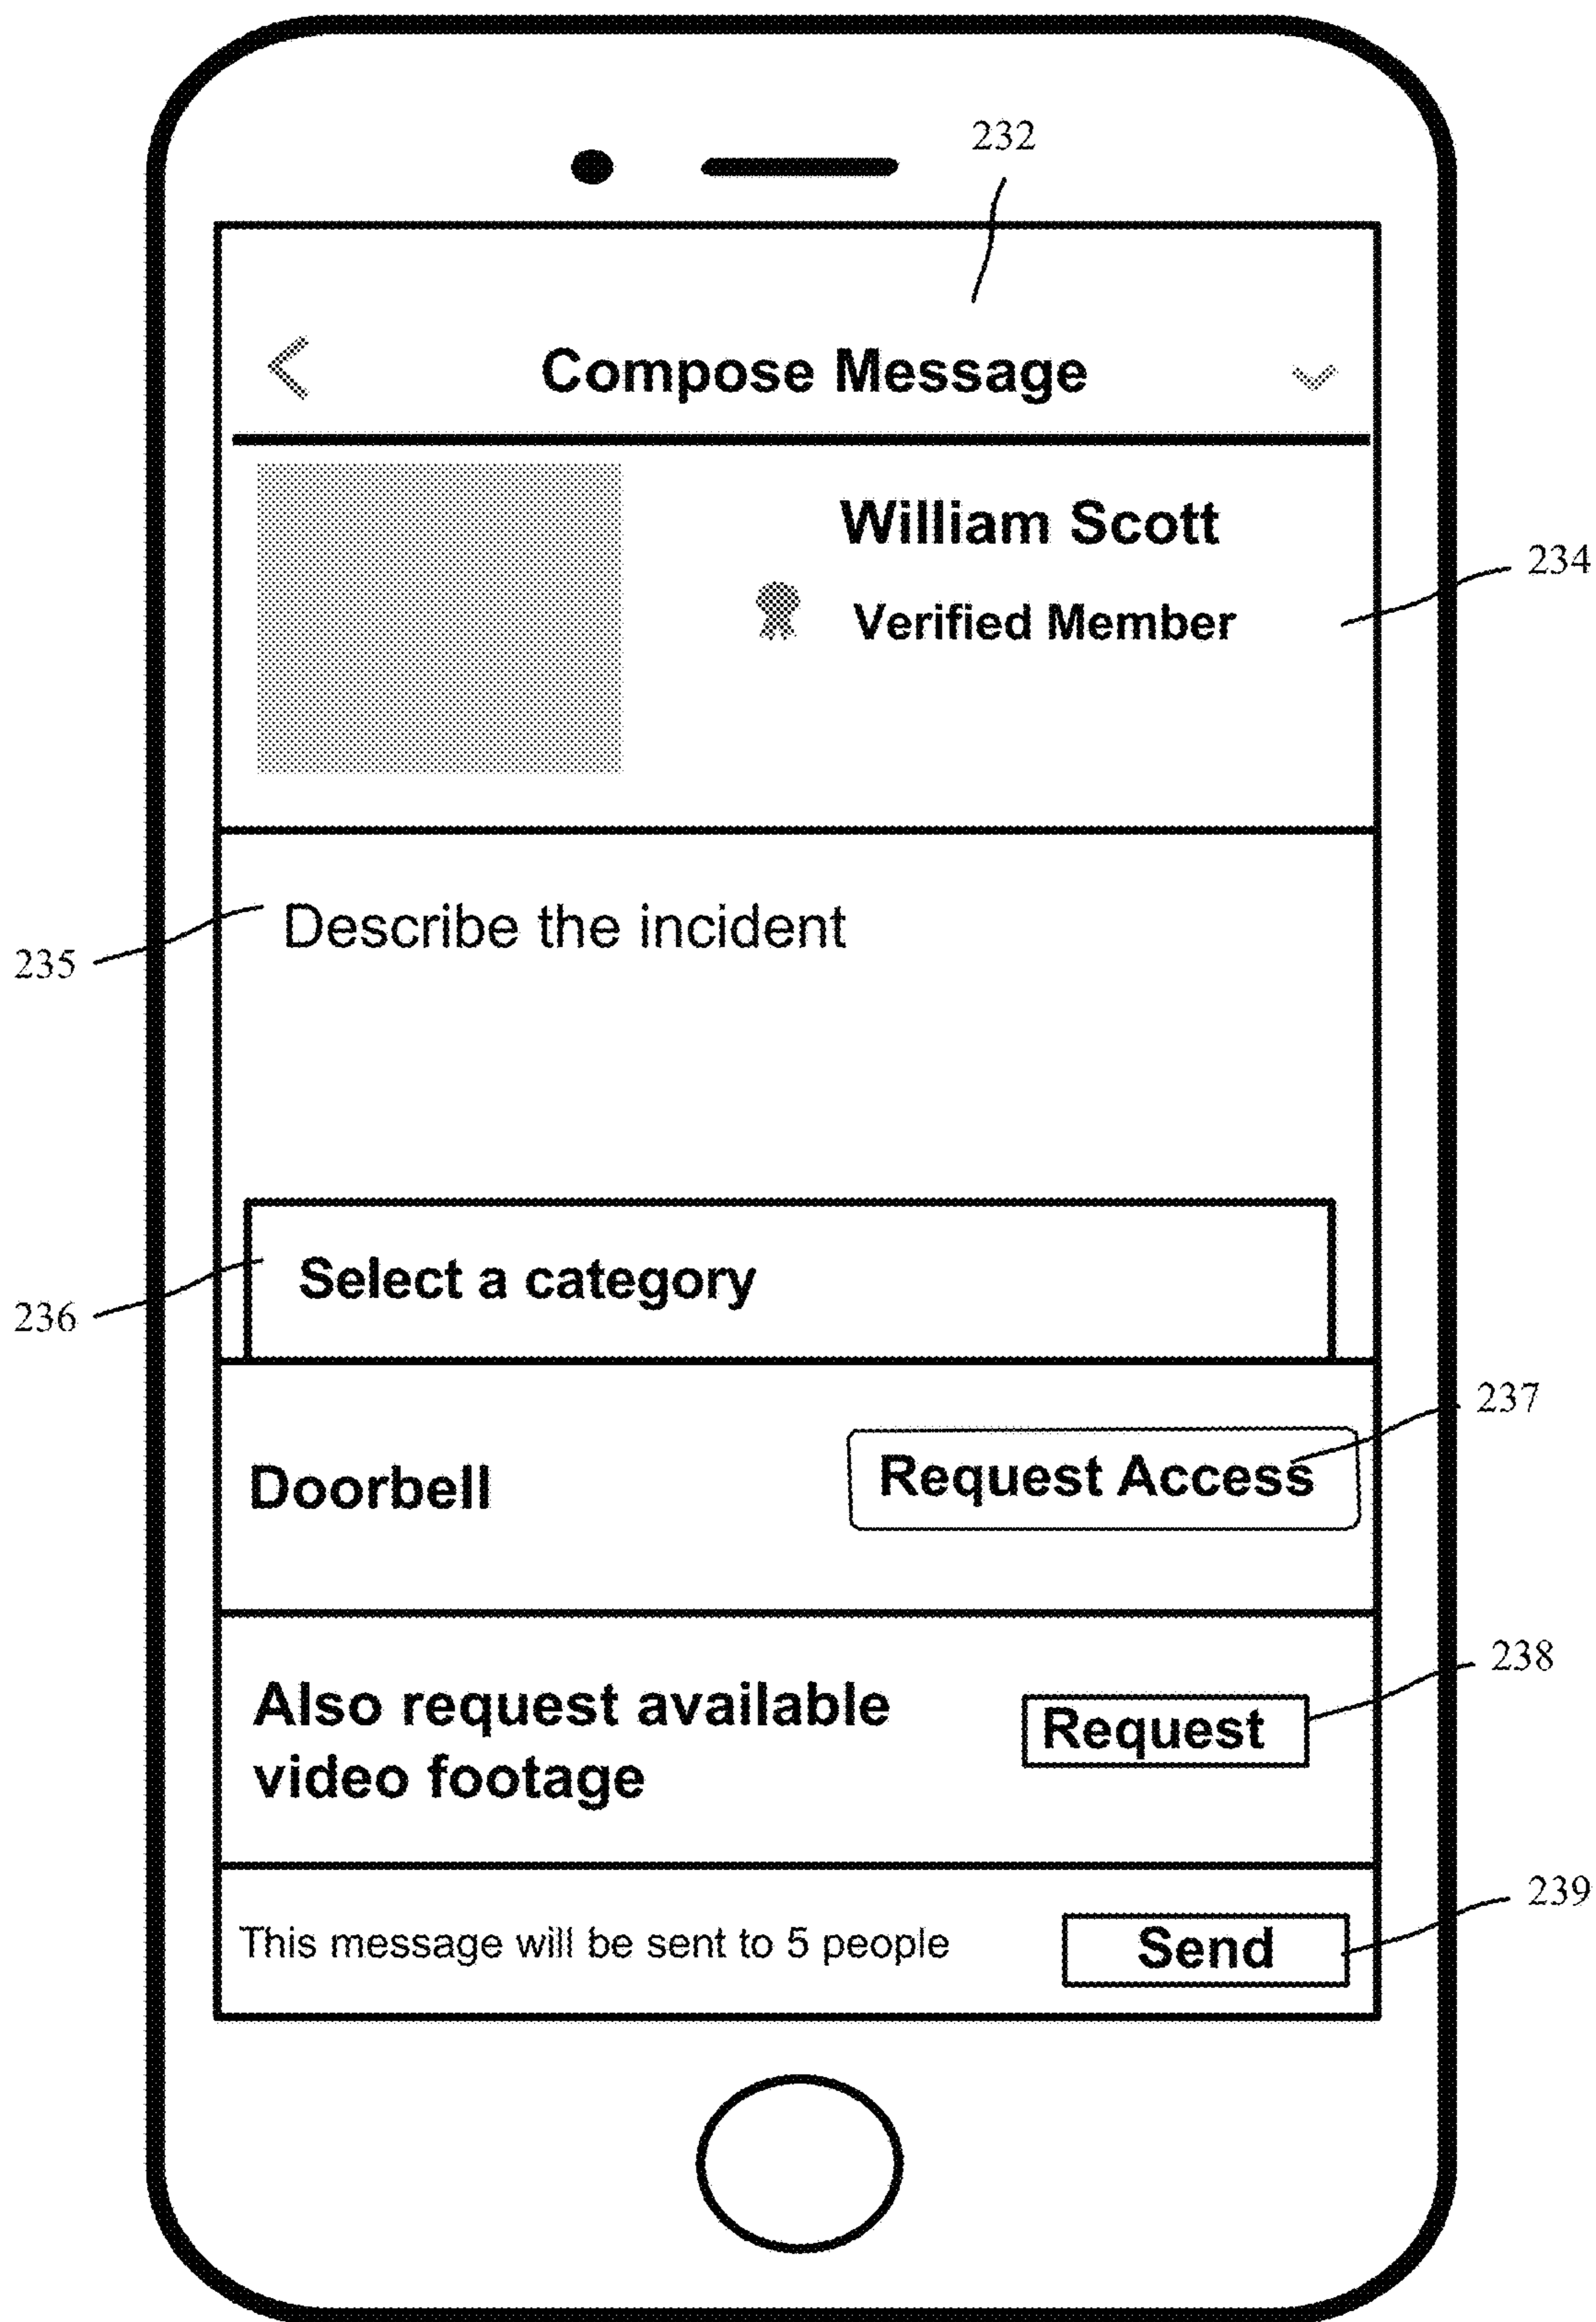 232
Compose Message
William Scott
234
Verified Member
Describe the incident
235
Select a category
236
237
Doorbell
Request Access
238
Also request available
video footage
Request
239
This message will be sent to 5 people
Send